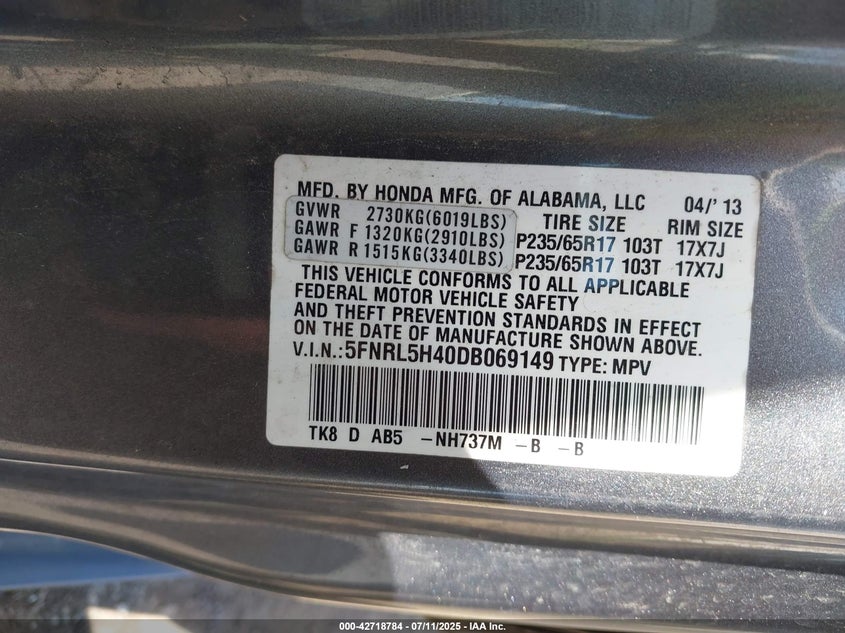 MFD. BY HONDA MFG. OF ALABAMA, LLC 04/' 13
GVWR 2730KG(6019LBS) TIRE SIZE RIM SIZE
GAWR F 1320KG(2910LBS) P235/65R17 103T 17X7J
GAWR R 1515KG(3340LBS) P235/65R17 103T 17X7J
THIS VEHICLE CONFORMS TO ALL APPLICABLE
FEDERAL MOTOR VEHICLE SAFETY
AND THEFT PREVENTION STANDARDS IN EFFECT
ON THE DATE OF MANUFACTURE SHOWN ABOVE.
V.I.N.:5FNRL5H40DB069149 TYPE: MPV
TK8 D AB5 -NH737M -B -B
000-42718784 - 07/11/2025 - IAA Inc.